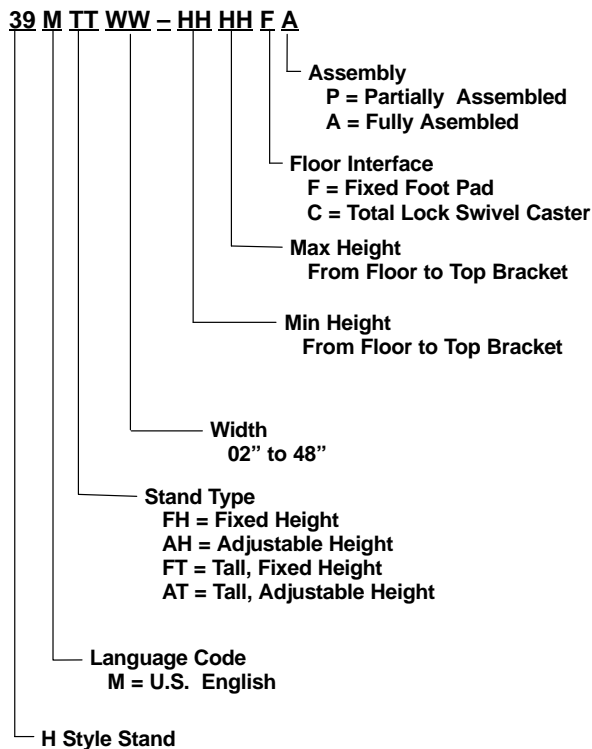 39 M TT WW – HH HH F A
Assembly
P = Partially Assembled
A = Fully Asembled
Floor Interface
F = Fixed Foot Pad
C = Total Lock Swivel Caster
Max Height
From Floor to Top Bracket
Min Height
From Floor to Top Bracket
Width
02” to 48”
Stand Type
FH = Fixed Height
AH = Adjustable Height
FT = Tall, Fixed Height
AT = Tall, Adjustable Height
Language Code
M = U.S. English
H Style Stand